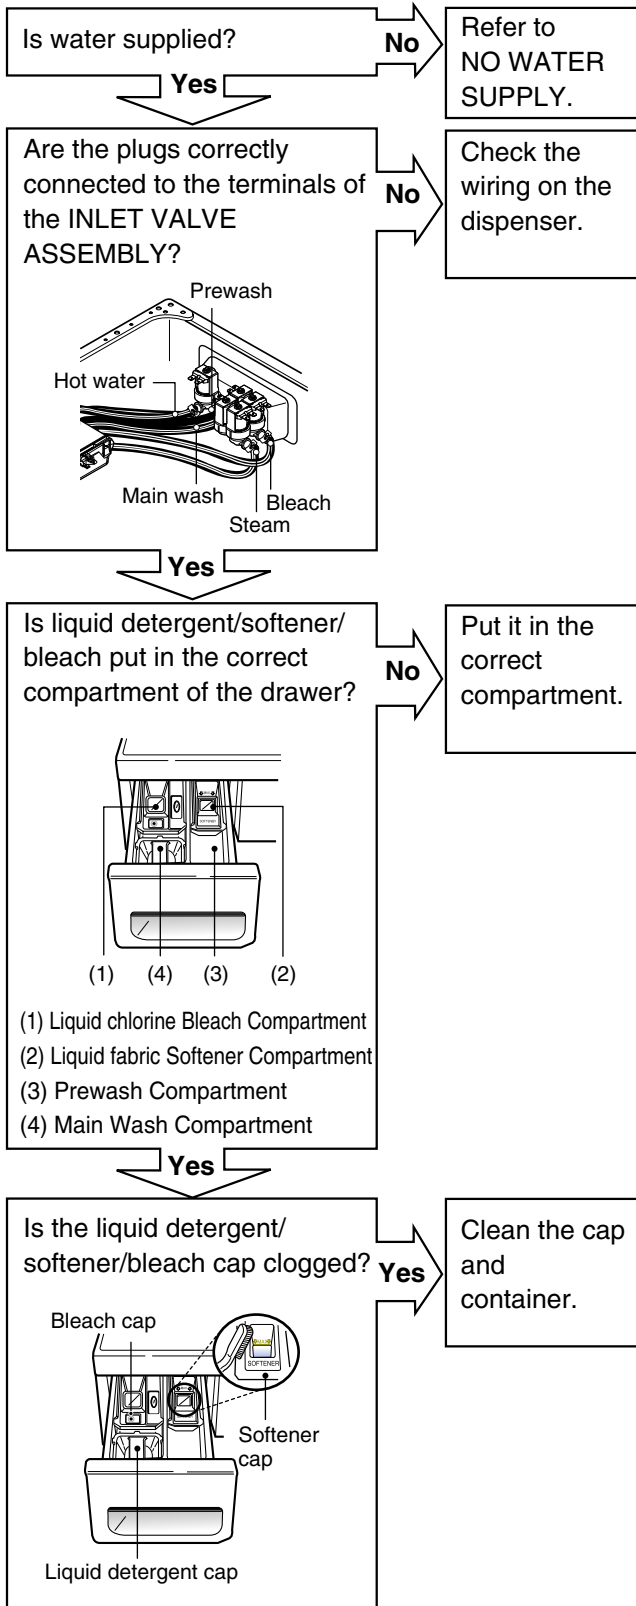 Is water supplied?
No
Refer to
NO WATER
SUPPLY.
Yes
Are the plugs correctly
connected to the terminals of
the INLET VALVE
ASSEMBLY?
No
Check the
wiring on the
dispenser.
Prewash
Hot water
Main wash
Bleach
Steam
Yes
Is liquid detergent/softener/
bleach put in the correct
compartment of the drawer?
No
Put it in the
correct
compartment.
SOFTENER
(1) (4) (3) (2)
(1) Liquid chlorine Bleach Compartment
(2) Liquid fabric Softener Compartment
(3) Prewash Compartment
(4) Main Wash Compartment
Yes
Is the liquid detergent/
softener/bleach cap clogged?
Yes
Clean the cap
and
container.
Bleach cap
MAX
SOFTENER
Softener
cap
Liquid detergent cap